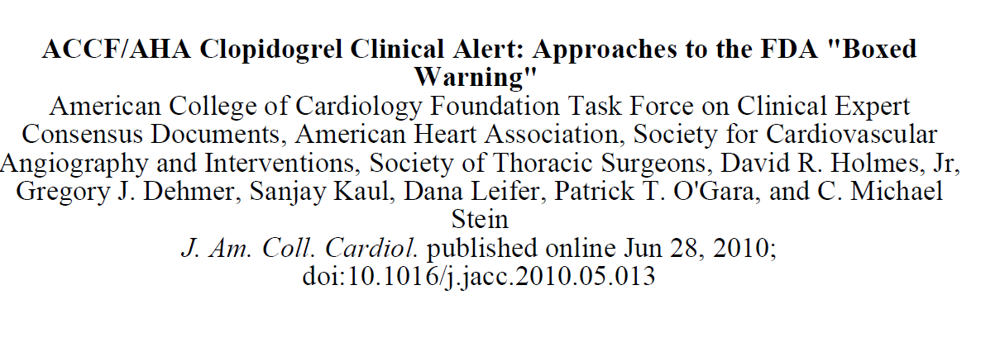 ACCF/AHA Clopidogrel Clinical Alert: Approaches to the FDA "Boxed
Warning"
American College of Cardiology Foundation Task Force on Clinical Expert
Consensus Documents, American Heart Association, Society for Cardiovascular
Angiography and Interventions, Society of Thoracic Surgeons, David R. Holmes, Jr,
Gregory J. Dehmer, Sanjay Kaul, Dana Leifer, Patrick T. O'Gara, and C. Michael
Stein
J. Am. Coll. Cardiol. published online Jun 28, 2010;
doi:10.1016/j.jacc.2010.05.013